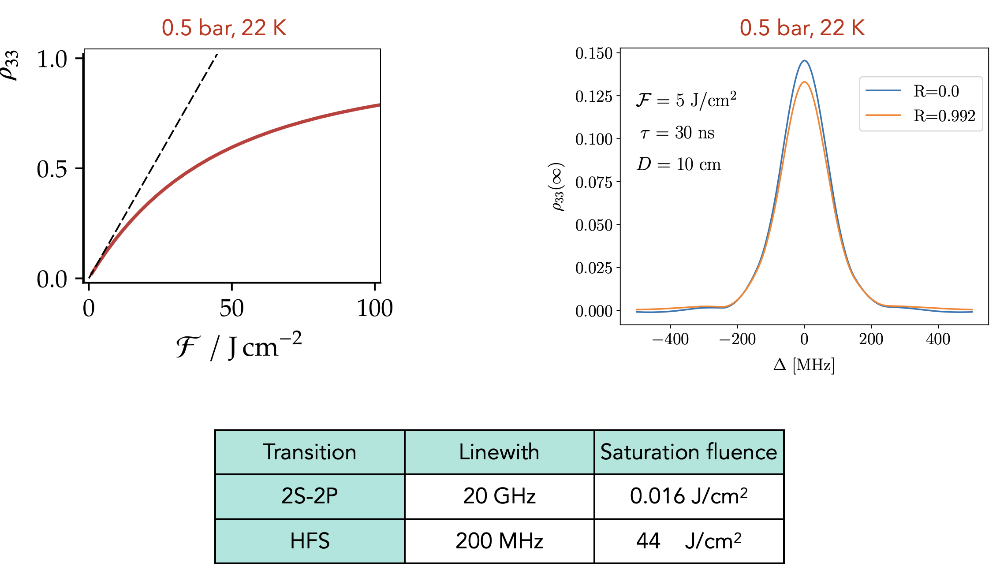 0.5 bar, 22 K
ρ₃₃
1.0
0.5
0.0
0 50 100
ℱ / J cm⁻²
0.5 bar, 22 K
0.150
0.125
0.100
0.075
0.050
0.025
0.000
ρ₃₃(∞)
ℱ = 5 J/cm²
τ = 30 ns
D = 10 cm
R=0.0
R=0.992
−400 −200 0 200 400
Δ [MHz]
Transition Linewith Saturation fluence
2S-2P 20 GHz 0.016 J/cm²
HFS 200 MHz 44 J/cm²